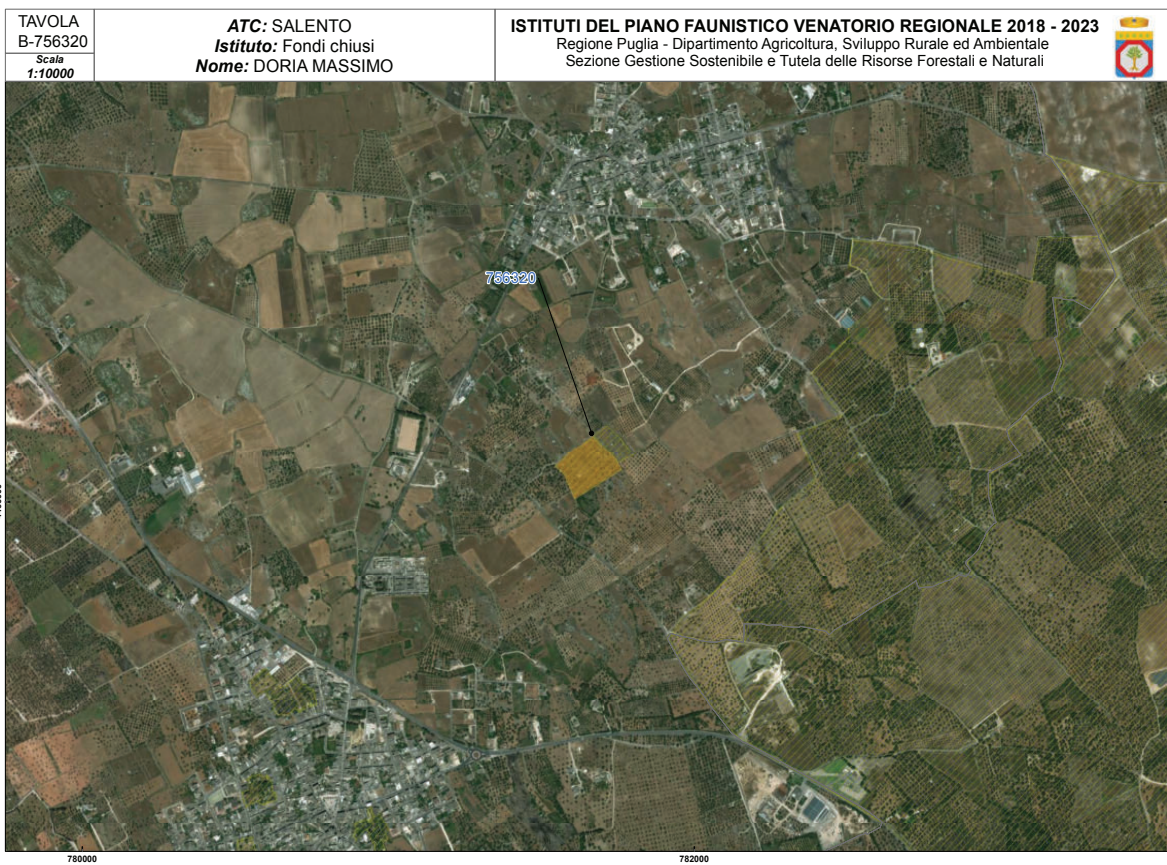 TAVOLA
B-756320
Scala
1:10000
ATC: SALENTO
Istituto: Fondi chiusi
Nome: DORIA MASSIMO
ISTITUTI DEL PIANO FAUNISTICO VENATORIO REGIONALE 2018 - 2023
Regione Puglia - Dipartimento Agricoltura, Sviluppo Rurale ed Ambientale
Sezione Gestione Sostenibile e Tutela delle Risorse Forestali e Naturali
756320
780000
782000